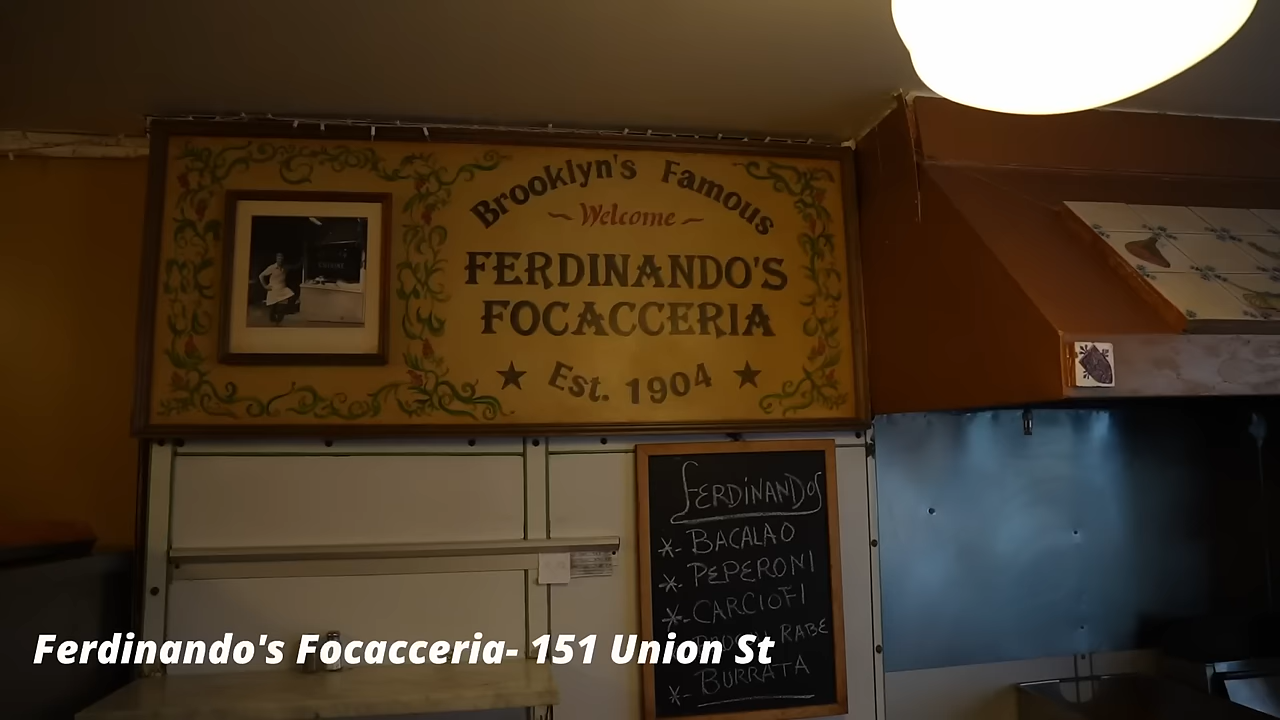 Brooklyn's Famous
~ Welcome ~
FERDINANDO'S
FOCACCERIA
★ Est. 1904 ★
FERDINANDOS
*- BACALAO
*- PEPERONI
*- CARCIOFI
RABE
*- BURRATA
Ferdinando's Focacceria- 151 Union St